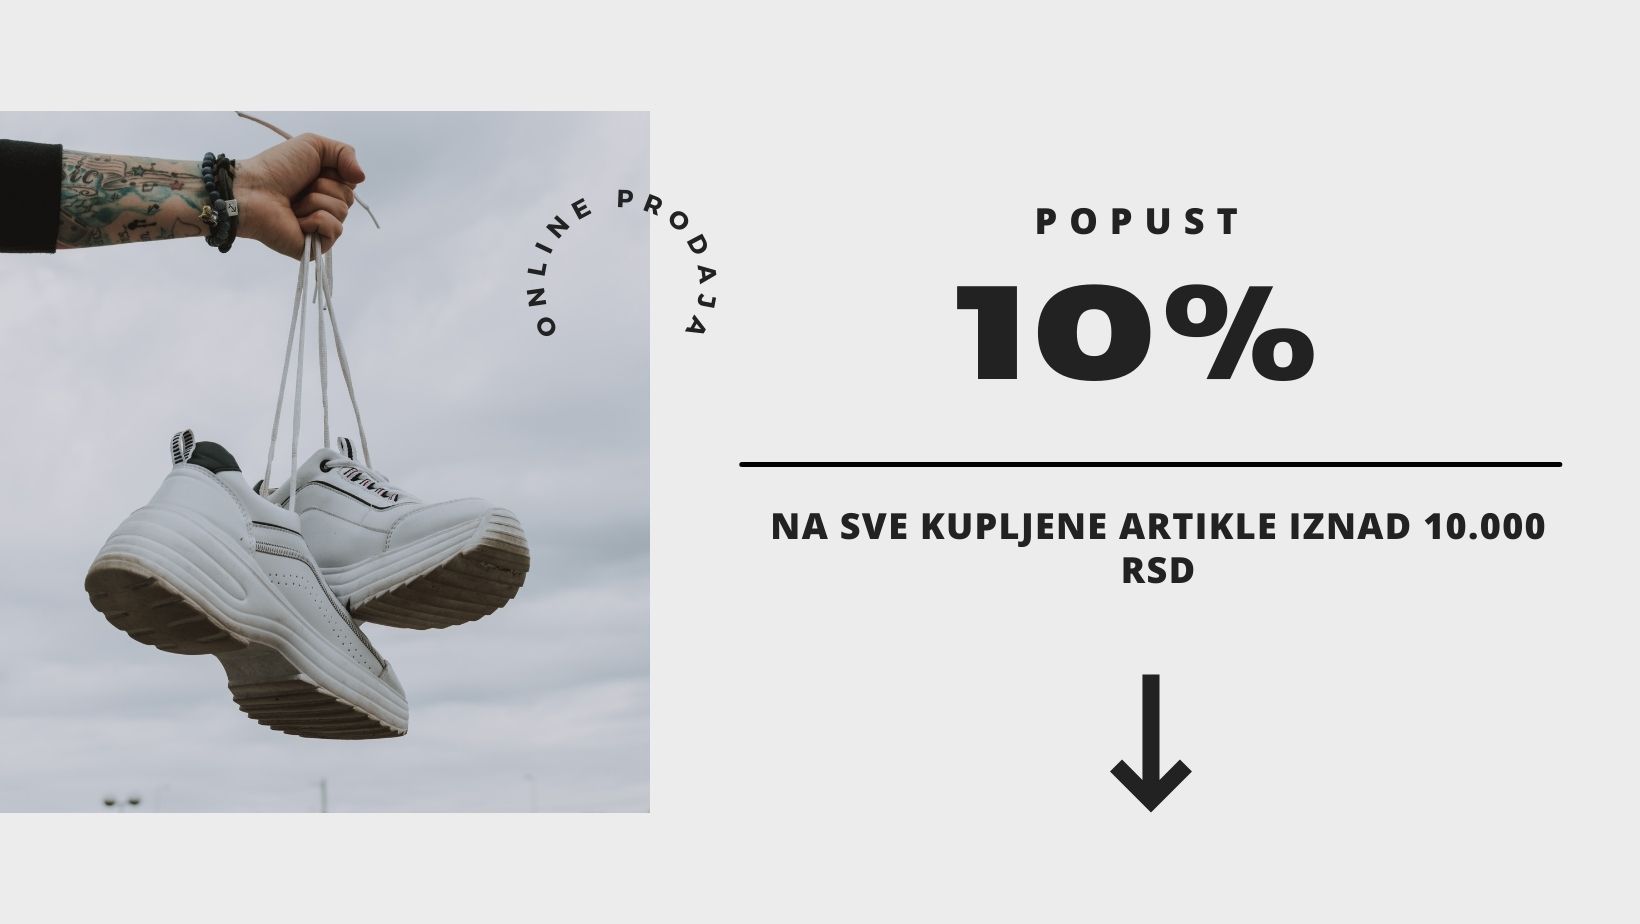 ONLINE PRODAJA
POPUST
10%
NA SVE KUPLJENE ARTIKLE IZNAD 10.000
RSD